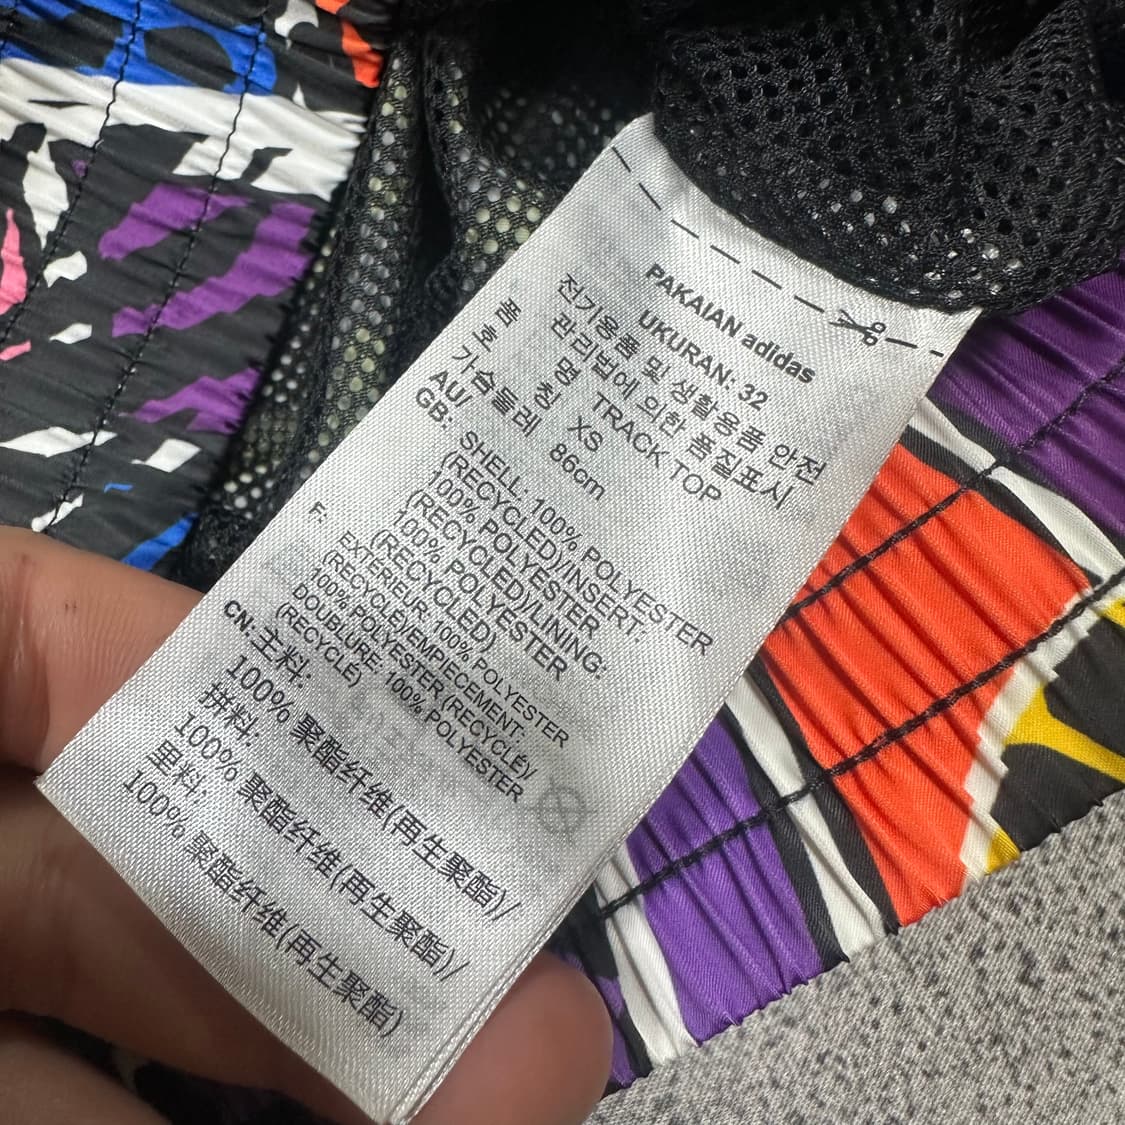 PAKAIAN adidas
UKURAN: 32
전기용품 및 생활용품 안전
관리법에 의한 품질표시
품 명 TRACK TOP
호 칭 XS
가슴둘레 86cm
AU/
GB: SHELL: 100% POLYESTER
(RECYCLED)/INSERT:
100% POLYESTER
(RECYCLED)/LINING:
100% POLYESTER
(RECYCLED)
F: EXTÉRIEUR: 100% POLYESTER
(RECYCLÉ)/EMPIECEMENT:
100% POLYESTER (RECYCLÉ)/
DOUBLURE: 100% POLYESTER
(RECYCLÉ)
CN: 主料:
100% 聚酯纤维(再生聚酯)/
拼料:
100% 聚酯纤维(再生聚酯)/
里料:
100% 聚酯纤维(再生聚酯)